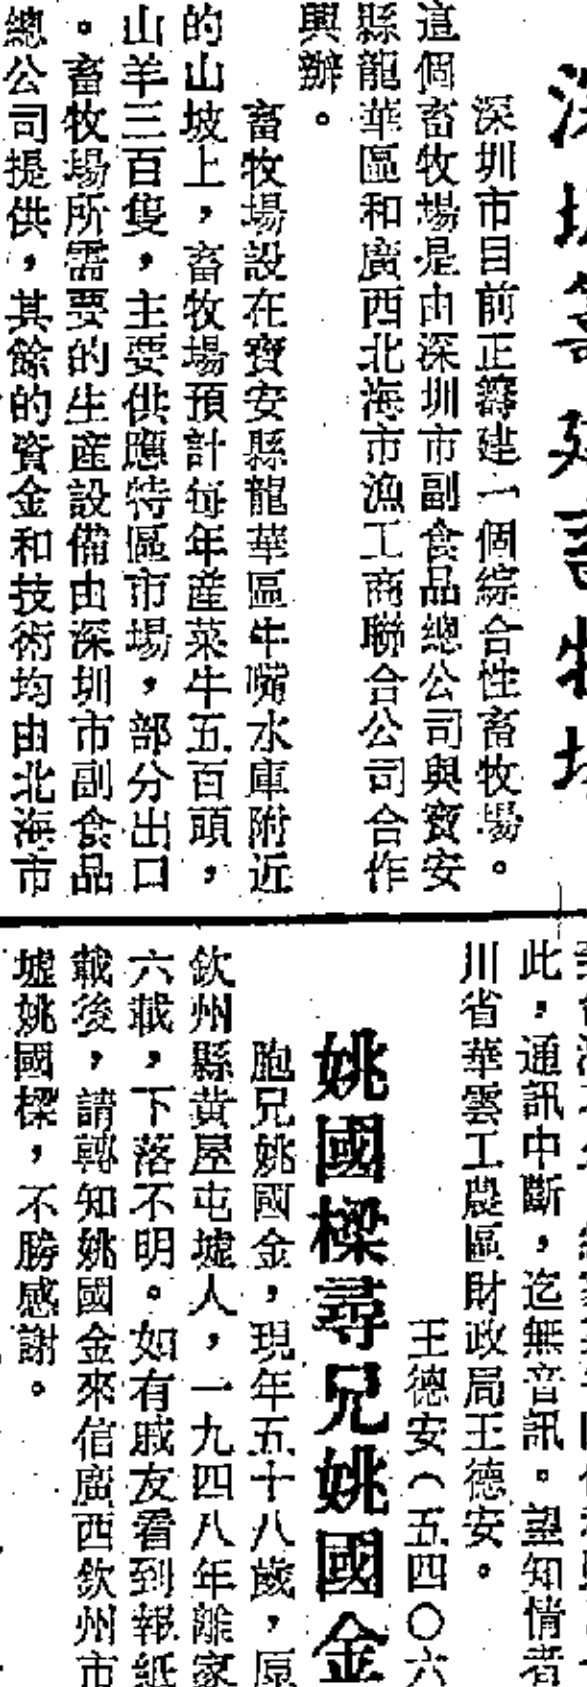 深圳籌建畜牧場
深圳市目前正籌建一個綜合性畜牧場。
這個畜牧場是由深圳市副食品總公司與寶安
縣龍華區和廣西北海市漁工商聯合公司合作
興辦。
畜牧場設在寶安縣龍華區牛嘴水庫附近
的山坡上，畜牧場預計每年產菜牛五百頭，
山羊三百隻，主要供應特區市場，部分出口
。畜牧場所需要的生產設備由深圳市副食品
總公司提供，其餘的資金和技術均由北海市
此，通訊中斷，迄無音訊。望知情者
川省華雲工農區財政局王德安。
王德安（五四〇六
姚國樑尋兄姚國金
胞兄姚國金，現年五十八歲，原
欽州縣黃屋屯墟人，一九四八年離家
六載，下落不明。如有戚友看到報紙
載後，請轉知姚國金來信廣西欽州市
墟姚國樑，不勝感謝。